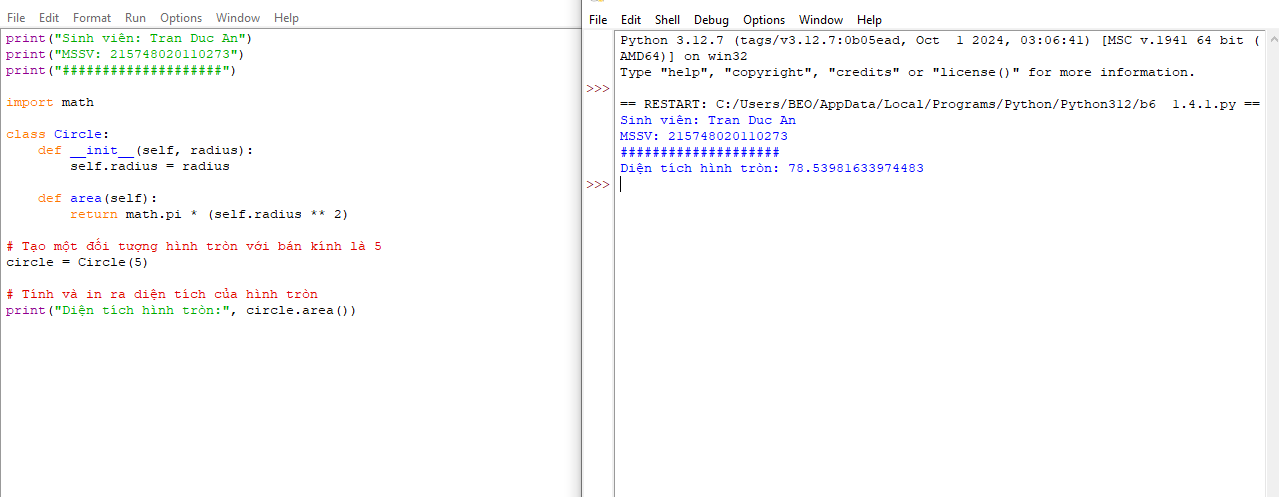 File Edit Format Run Options Window Help
print("Sinh viên: Tran Duc An")
print("MSSV: 215748020110273")
print("####################")
import math
class Circle:
    def __init__(self, radius):
        self.radius = radius
    def area(self):
        return math.pi * (self.radius ** 2)
# Tạo một đối tượng hình tròn với bán kính là 5
circle = Circle(5)
# Tính và in ra diện tích của hình tròn
print("Diện tích hình tròn:", circle.area())
File Edit Shell Debug Options Window Help
Python 3.12.7 (tags/v3.12.7:0b05ead, Oct  1 2024, 03:06:41) [MSC v.1941 64 bit (
AMD64)] on win32
Type "help", "copyright", "credits" or "license()" for more information.
>>>
== RESTART: C:/Users/BEO/AppData/Local/Programs/Python/Python312/b6  1.4.1.py ==
Sinh viên: Tran Duc An
MSSV: 215748020110273
####################
Diện tích hình tròn: 78.53981633974483
>>>